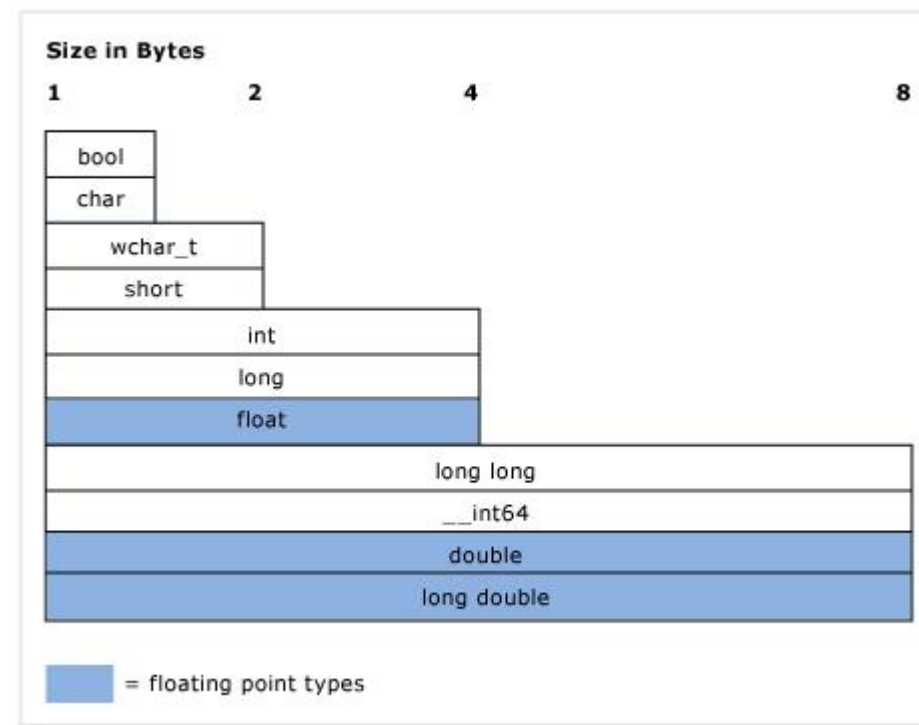 Size in Bytes
1 2 4 8
bool
char
wchar_t
short
int
long
float
long long
__int64
double
long double
= floating point types